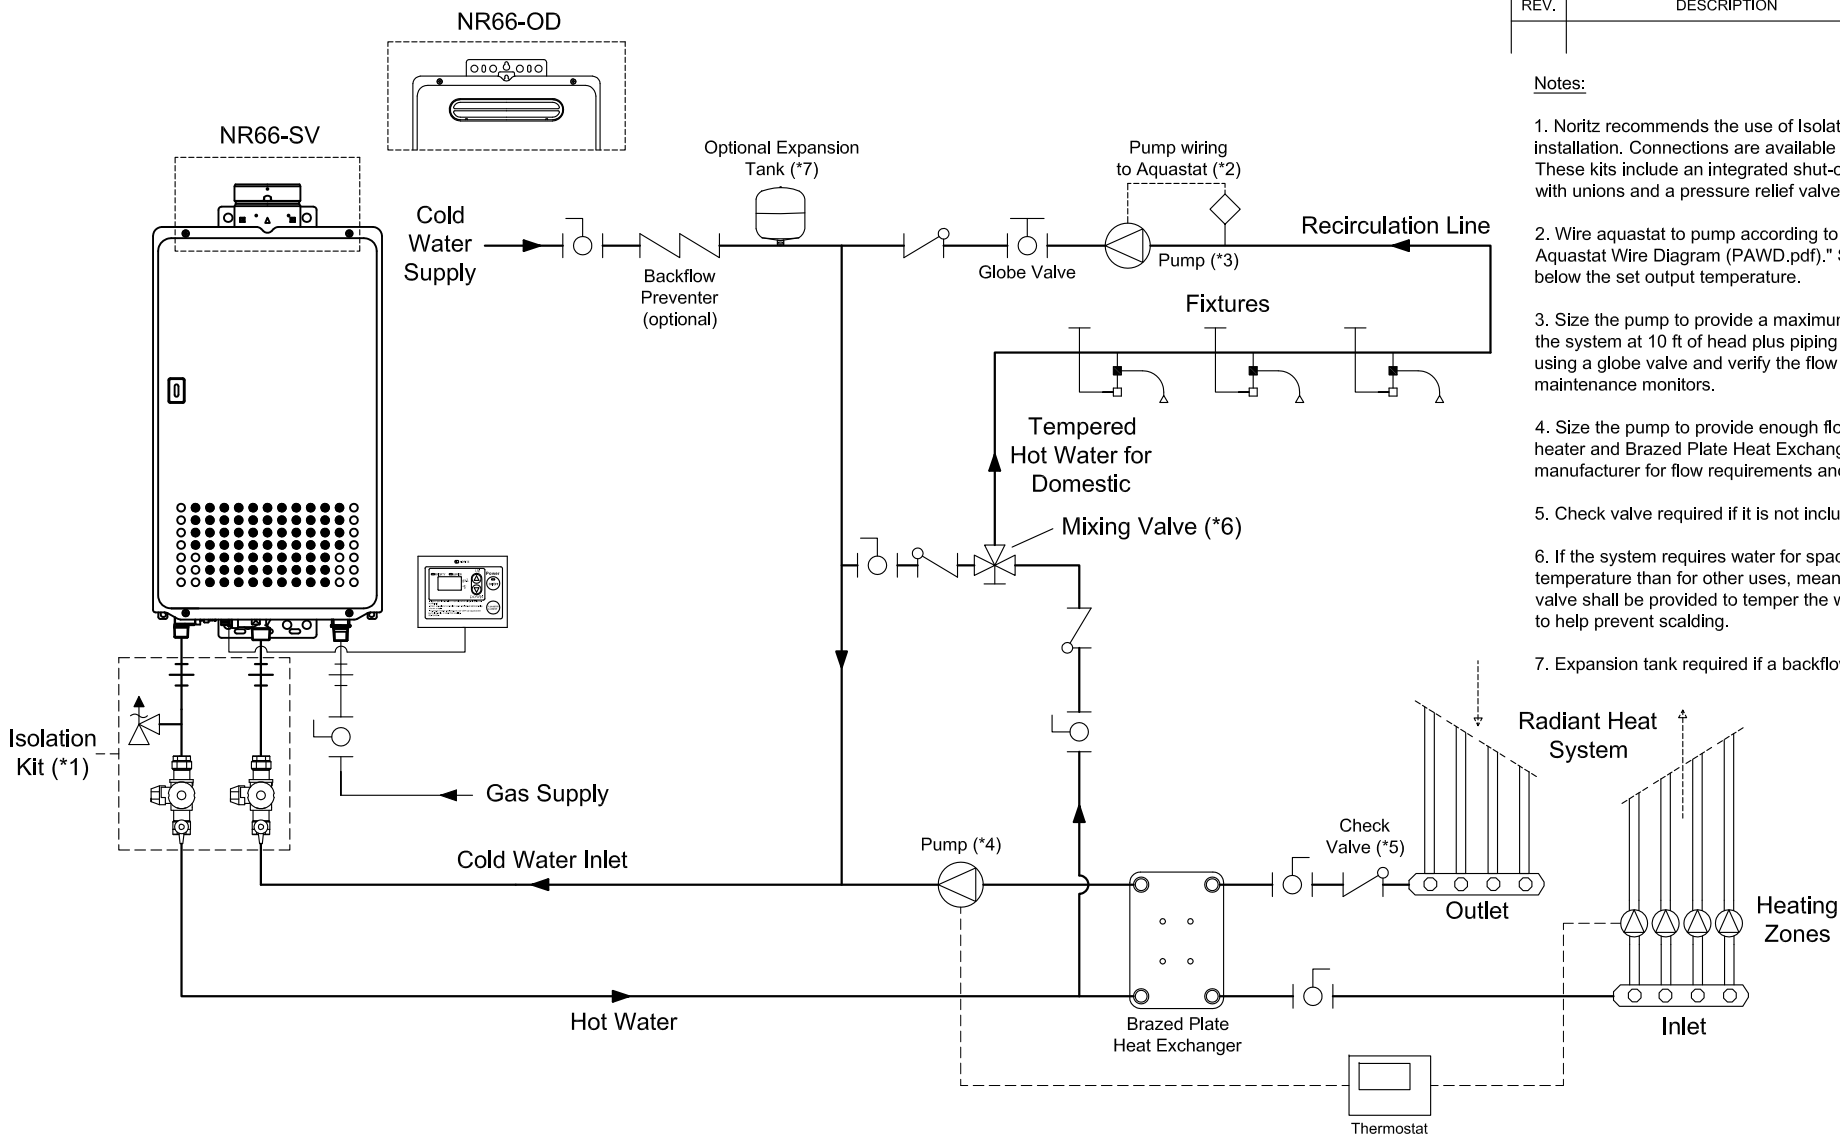 NR66-OD
NR66-SV
REV.
DESCRIPTION
Notes:
1. Noritz recommends the use of Isolat
installation. Connections are available
These kits include an integrated shut-o
with unions and a pressure relief valve
2. Wire aquastat to pump according to
Aquastat Wire Diagram (PAWD.pdf)." S
below the set output temperature.
3. Size the pump to provide a maximum
the system at 10 ft of head plus piping
using a globe valve and verify the flow
maintenance monitors.
4. Size the pump to provide enough flo
heater and Brazed Plate Heat Exchang
manufacturer for flow requirements and
5. Check valve required if it is not inclu
6. If the system requires water for spac
temperature than for other uses, mean
valve shall be provided to temper the w
to help prevent scalding.
7. Expansion tank required if a backflow
Optional Expansion
Tank (*7)
Pump wiring
to Aquastat (*2)
Cold
Water
Supply
Recirculation Line
Backflow
Preventer
(optional)
Globe Valve
Pump (*3)
Fixtures
Tempered
Hot Water for
Domestic
Mixing Valve (*6)
Isolation
Kit (*1)
Gas Supply
Radiant Heat
System
Cold Water Inlet
Pump (*4)
Check
Valve (*5)
Outlet
Heating
Zones
Hot Water
Brazed Plate
Heat Exchanger
Inlet
Thermostat